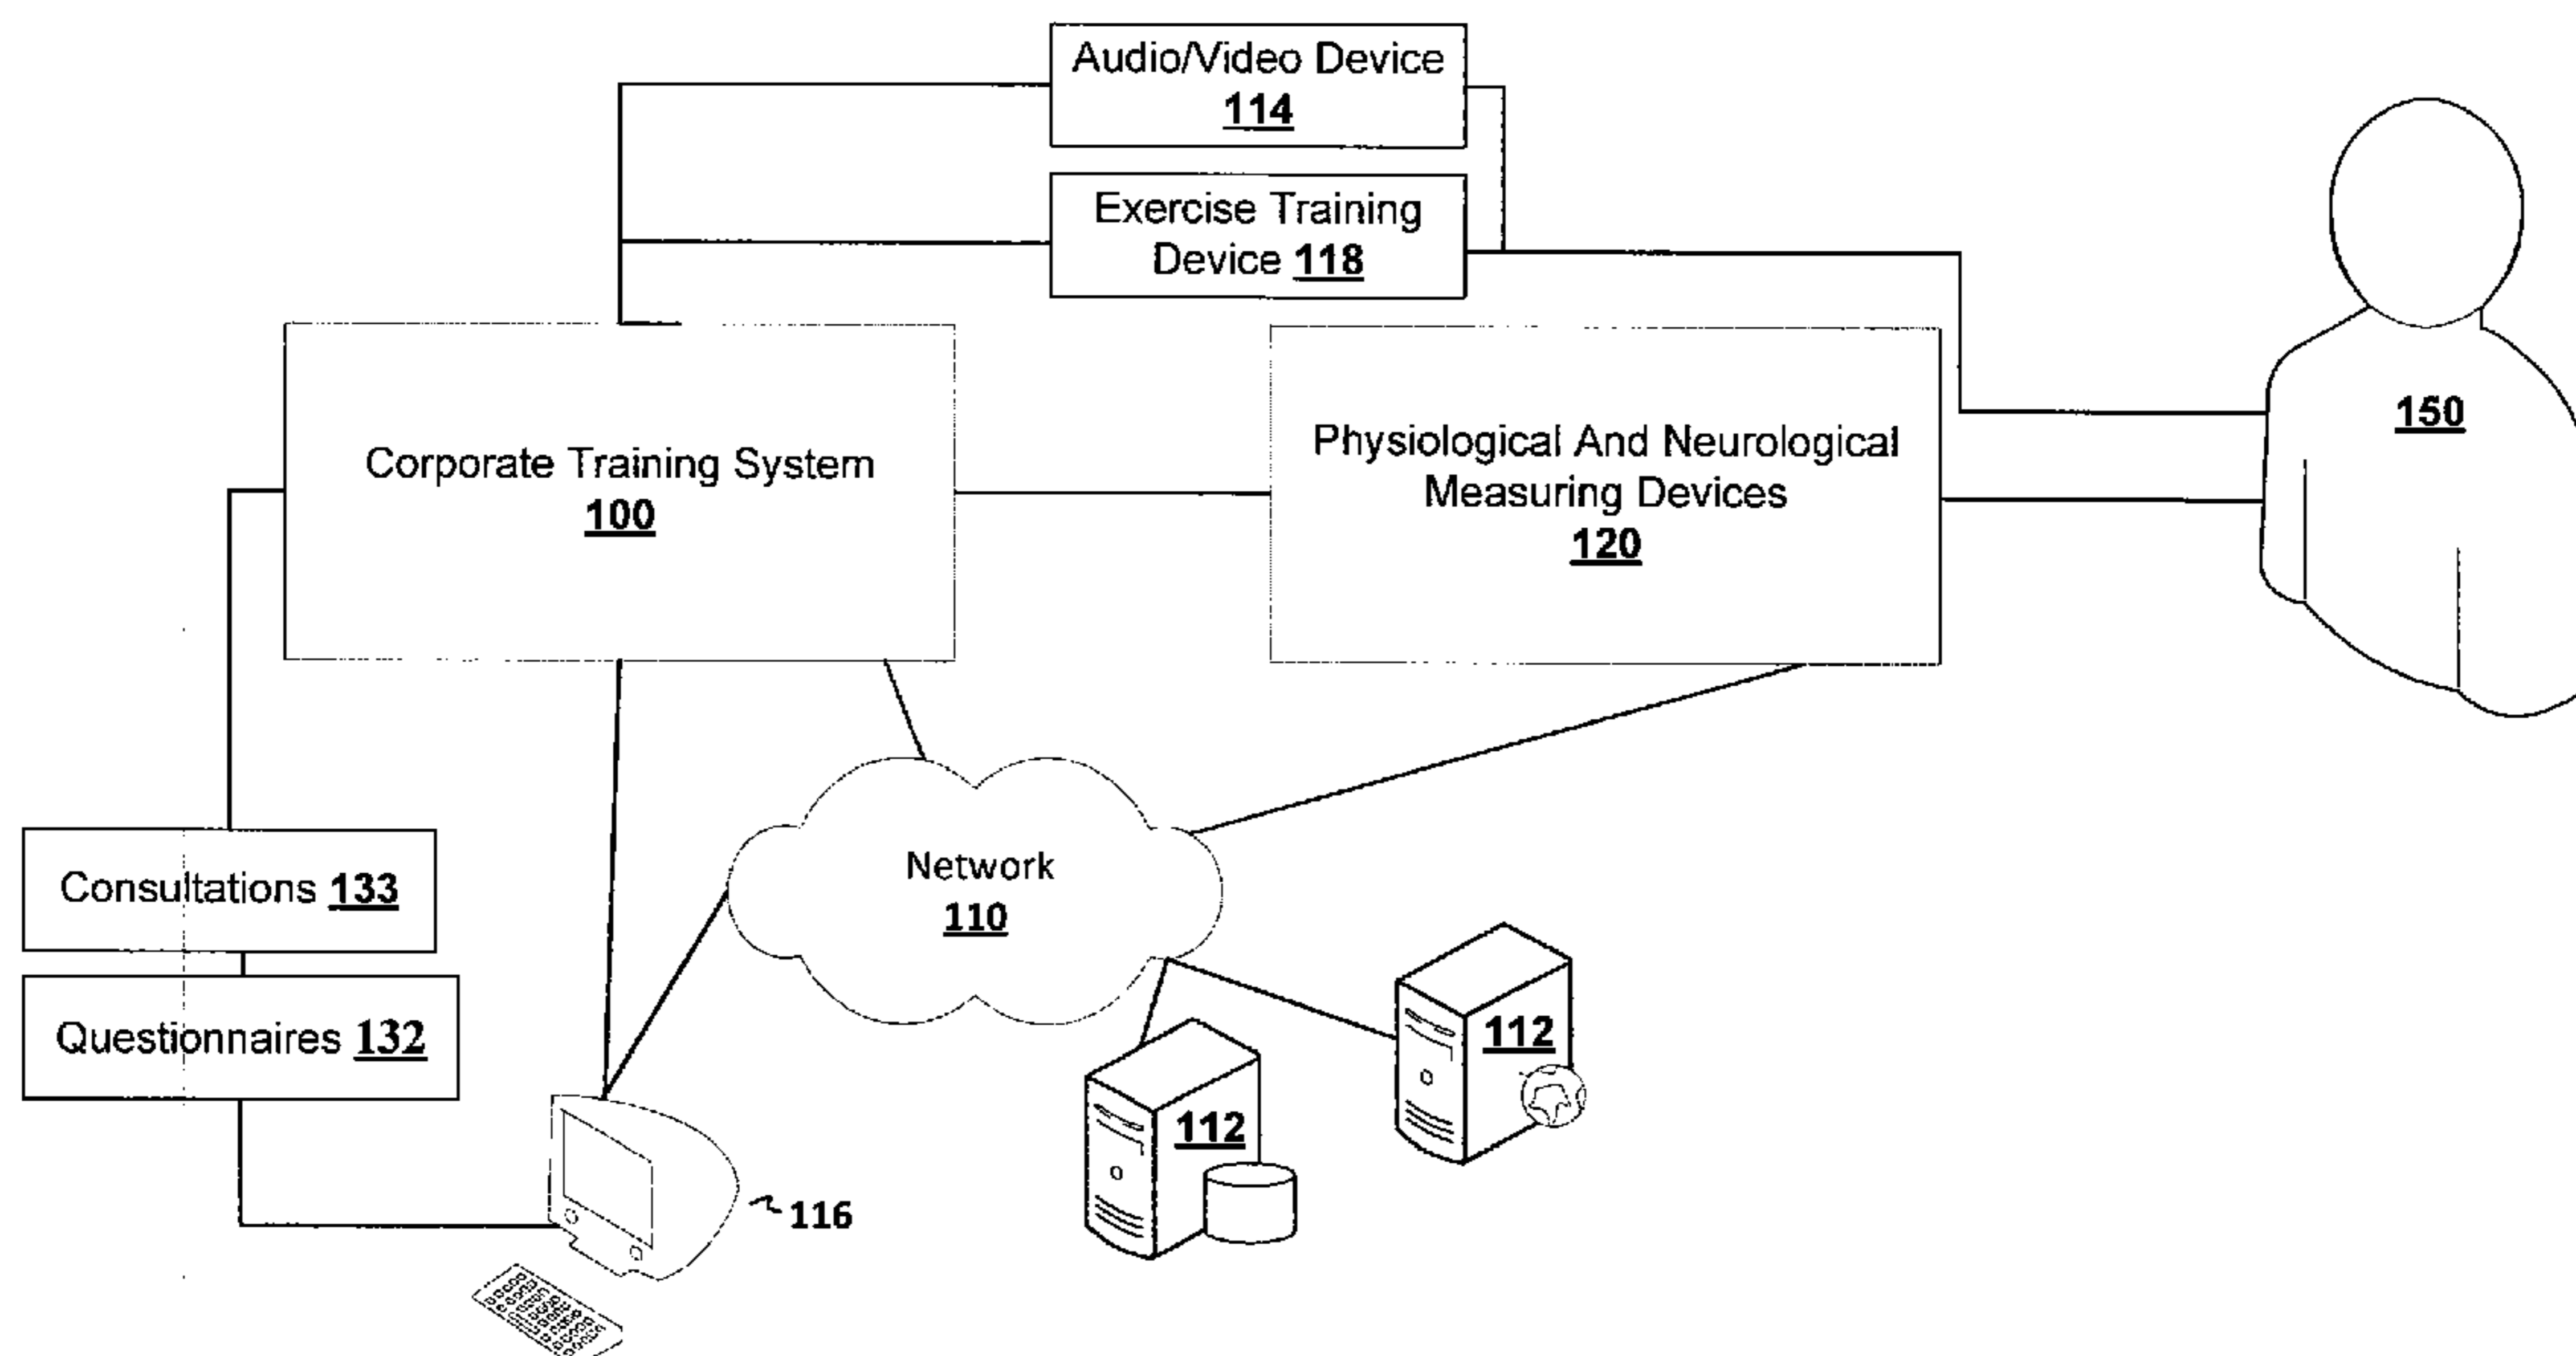 Audio/Video Device
114
Exercise Training
Device 118
Corporate Training System
100
Physiological And Neurological
Measuring Devices
120
150
Consultations 133
Questionnaires 132
Network
110
112
112
116